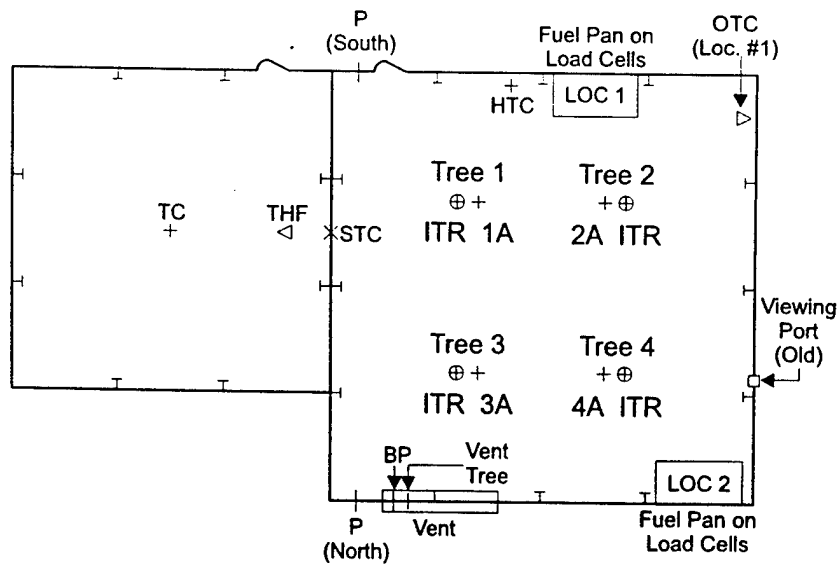 P
(South)
Fuel Pan on
Load Cells
OTC
(Loc. #1)
HTC
LOC 1
Tree 1
Tree 2
TC
THF
STC
ITR 1A
2A ITR
Viewing
Port
(Old)
Tree 3
Tree 4
ITR 3A
4A ITR
BP
Vent
Tree
LOC 2
P
(North)
Vent
Fuel Pan on
Load Cells